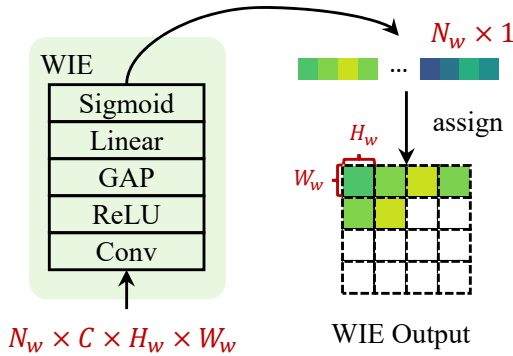 WIE
Sigmoid
Linear
GAP
ReLU
Conv
N_w × C × H_w × W_w
N_w × 1
...
assign
H_w
W_w
WIE Output